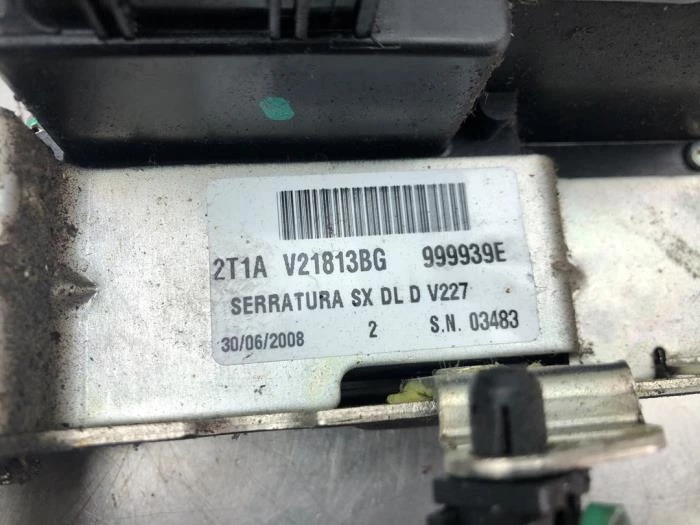 2T1A V21813BG 999939E
SERRATURA SX DL D V227
30/06/2008 2 S.N. 03483